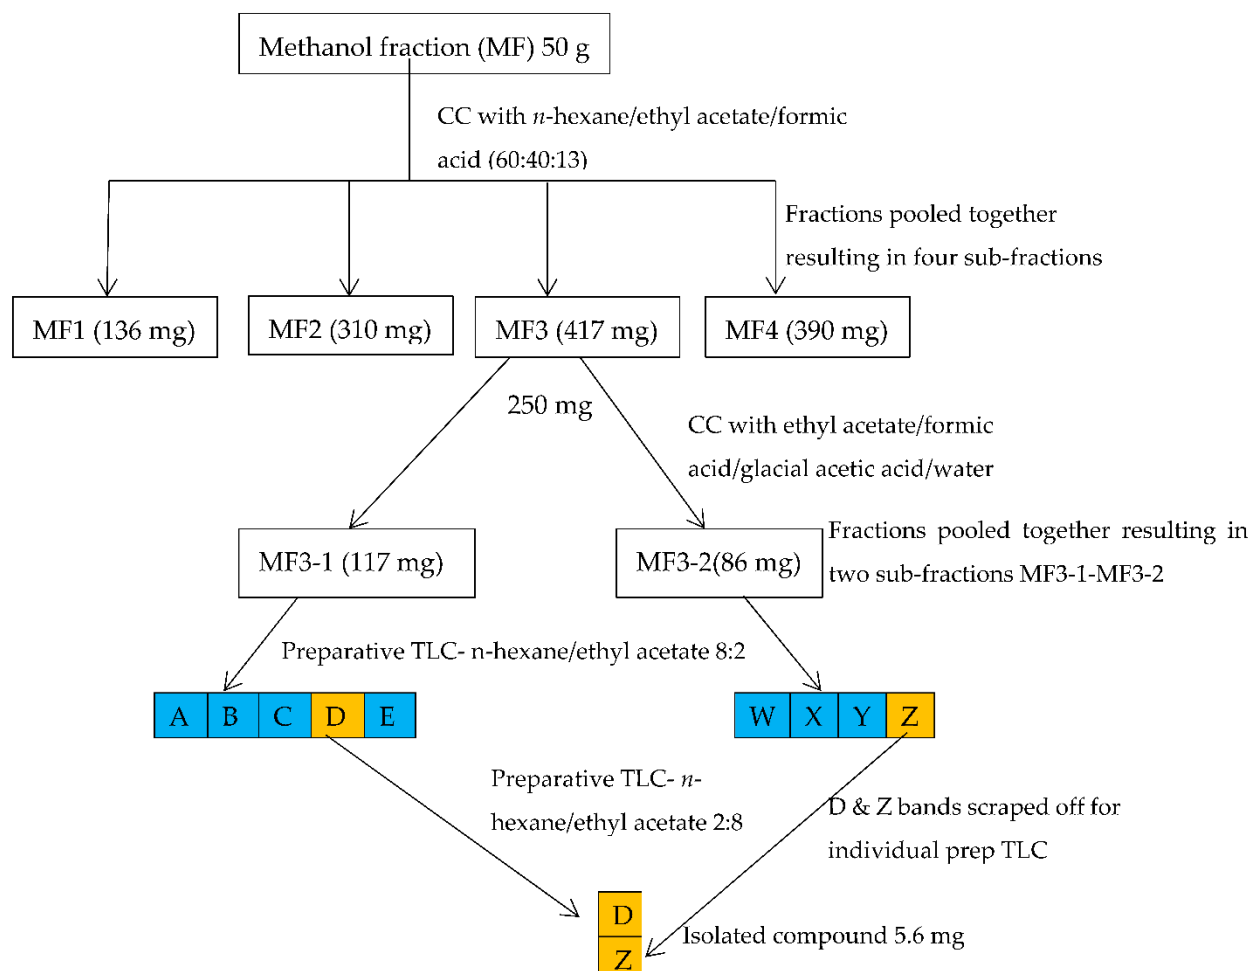 Methanol fraction (MF) 50 g
CC with n-hexane/ethyl acetate/formic
acid (60:40:13)
Fractions pooled together
resulting in four sub-fractions
MF1 (136 mg)
MF2 (310 mg)
MF3 (417 mg)
MF4 (390 mg)
250 mg
CC with ethyl acetate/formic
acid/glacial acetic acid/water
MF3-1 (117 mg)
MF3-2(86 mg)
Fractions pooled together resulting in
two sub-fractions MF3-1-MF3-2
Preparative TLC- n-hexane/ethyl acetate 8:2
A B C D E
W X Y Z
Preparative TLC- n-
hexane/ethyl acetate 2:8
D & Z bands scraped off for
individual prep TLC
D
Z
Isolated compound 5.6 mg